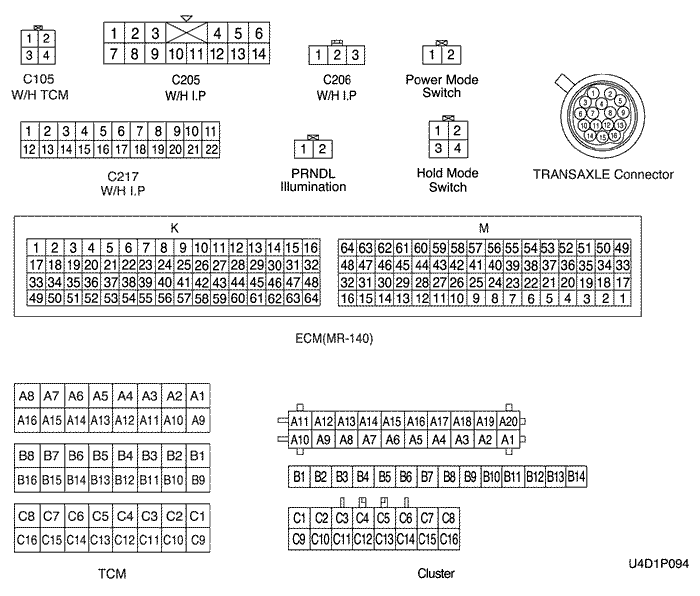 1 2
3 4
C105
W/H TCM
1 2 3 4 5 6
7 8 9 10 11 12 13 14
C205
W/H I.P
1 2 3
C206
W/H I.P
1 2
Power Mode
Switch
1 2
3 4
5
6 7 8 9
10 11 12 13
14 15 16
TRANSAXLE Connector
1 2 3 4 5 6 7 8 9 10 11
12 13 14 15 16 17 18 19 20 21 22
C217
W/H I.P
1 2
PRNDL
Illumination
1 2
3 4
Hold Mode
Switch
K
1 2 3 4 5 6 7 8 9 10 11 12 13 14 15 16
17 18 19 20 21 22 23 24 25 26 27 28 29 30 31 32
33 34 35 36 37 38 39 40 41 42 43 44 45 46 47 48
49 50 51 52 53 54 55 56 57 58 59 60 61 62 63 64
M
64 63 62 61 60 59 58 57 56 55 54 53 52 51 50 49
48 47 46 45 44 43 42 41 40 39 38 37 36 35 34 33
32 31 30 29 28 27 26 25 24 23 22 21 20 19 18 17
16 15 14 13 12 11 10 9 8 7 6 5 4 3 2 1
ECM(MR-140)
A8 A7 A6 A5 A4 A3 A2 A1
A16 A15 A14 A13 A12 A11 A10 A9
B8 B7 B6 B5 B4 B3 B2 B1
B16 B15 B14 B13 B12 B11 B10 B9
C8 C7 C6 C5 C4 C3 C2 C1
C16 C15 C14 C13 C12 C11 C10 C9
TCM
A11 A12 A13 A14 A15 A16 A17 A18 A19 A20
A10 A9 A8 A7 A6 A5 A4 A3 A2 A1
B1 B2 B3 B4 B5 B6 B7 B8 B9 B10 B11 B12 B13 B14
C1 C2 C3 C4 C5 C6 C7 C8
C9 C10 C11 C12 C13 C14 C15 C16
Cluster
U4D1P094